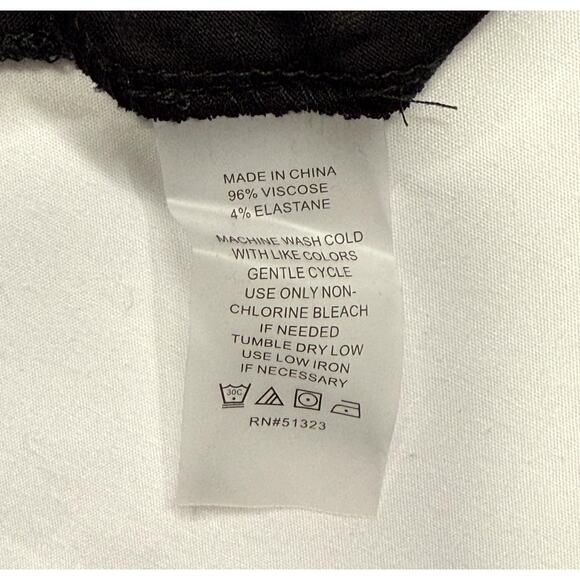 MADE IN CHINA
96% VISCOSE
4% ELASTANE
MACHINE WASH COLD
WITH LIKE COLORS
GENTLE CYCLE
USE ONLY NON-
CHLORINE BLEACH
IF NEEDED
TUMBLE DRY LOW
USE LOW IRON
IF NECESSARY
30C
RN#51323